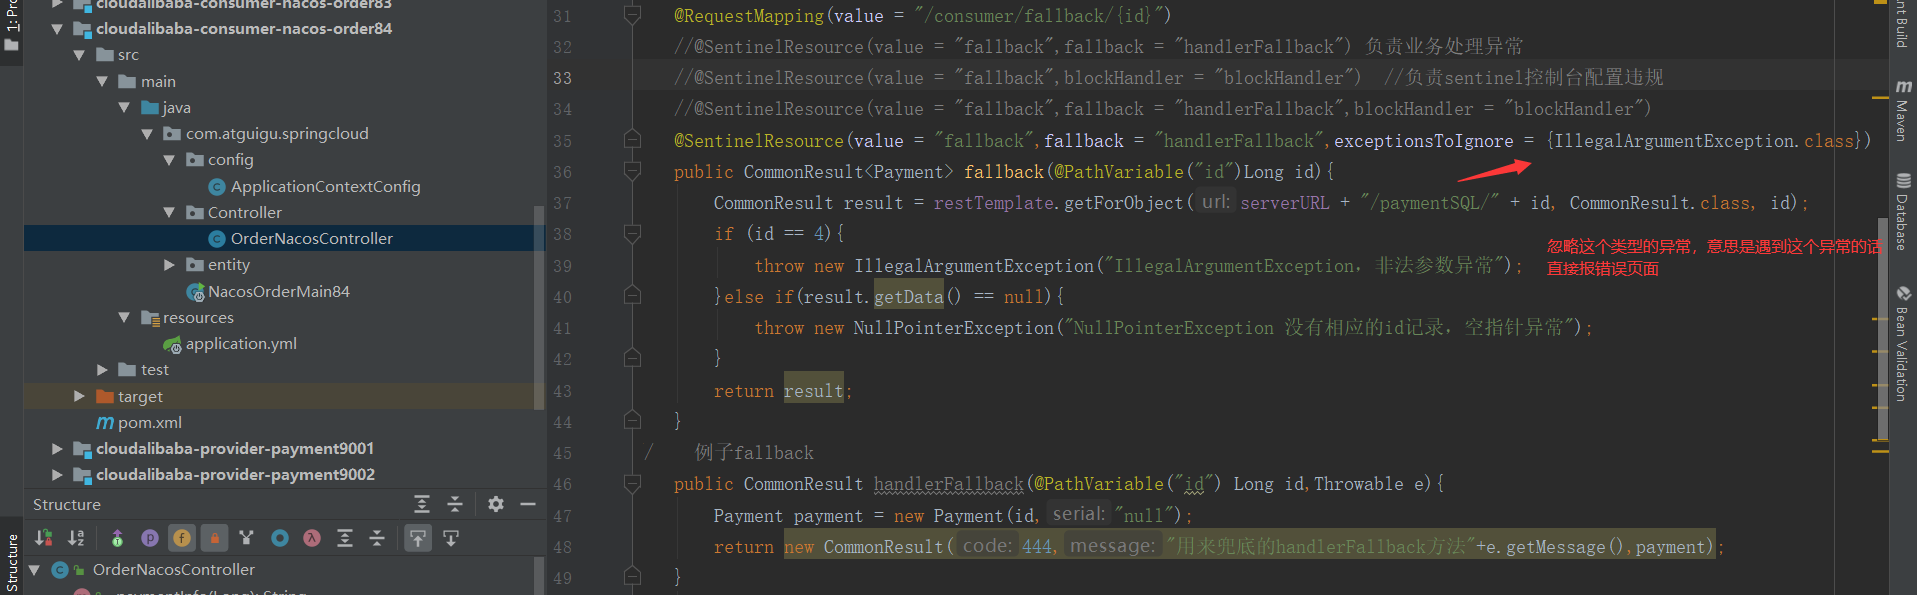 1: Pro
cloudalibaba-consumer-nacos-order83
cloudalibaba-consumer-nacos-order84
src
main
java
com.atguigu.springcloud
config
ApplicationContextConfig
Controller
OrderNacosController
entity
NacosOrderMain84
resources
application.yml
test
target
pom.xml
cloudalibaba-provider-payment9001
cloudalibaba-provider-payment9002
Structure
OrderNacosController
paymentInfo(Long): String
Structure
31 @RequestMapping(value = "/consumer/fallback/{id}")
32 //@SentinelResource(value = "fallback",fallback = "handlerFallback") 负责业务处理异常
33 //@SentinelResource(value = "fallback",blockHandler = "blockHandler") //负责sentinel控制台配置违规
34 //@SentinelResource(value = "fallback",fallback = "handlerFallback",blockHandler = "blockHandler")
35 @SentinelResource(value = "fallback",fallback = "handlerFallback",exceptionsToIgnore = {IllegalArgumentException.class})
36 public CommonResult<Payment> fallback(@PathVariable("id")Long id){
37 CommonResult result = restTemplate.getForObject( url: serverURL + "/paymentSQL/" + id, CommonResult.class, id);
38 if (id == 4){
39 throw new IllegalArgumentException("IllegalArgumentException, 非法参数异常");
40 }else if(result.getData() == null){
41 throw new NullPointerException("NullPointerException 没有相应的id记录, 空指针异常");
42 }
43 return result;
44 }
45 / 例子fallback
46 public CommonResult handlerFallback(@PathVariable("id") Long id,Throwable e){
47 Payment payment = new Payment(id, serial: "null");
48 return new CommonResult( code: 444, message: "用来兜底的handlerFallback方法"+e.getMessage(),payment);
49 }
忽略这个类型的异常，意思是遇到这个异常的话
直接报错误页面
nt Build
Maven
Database
Bean Validation